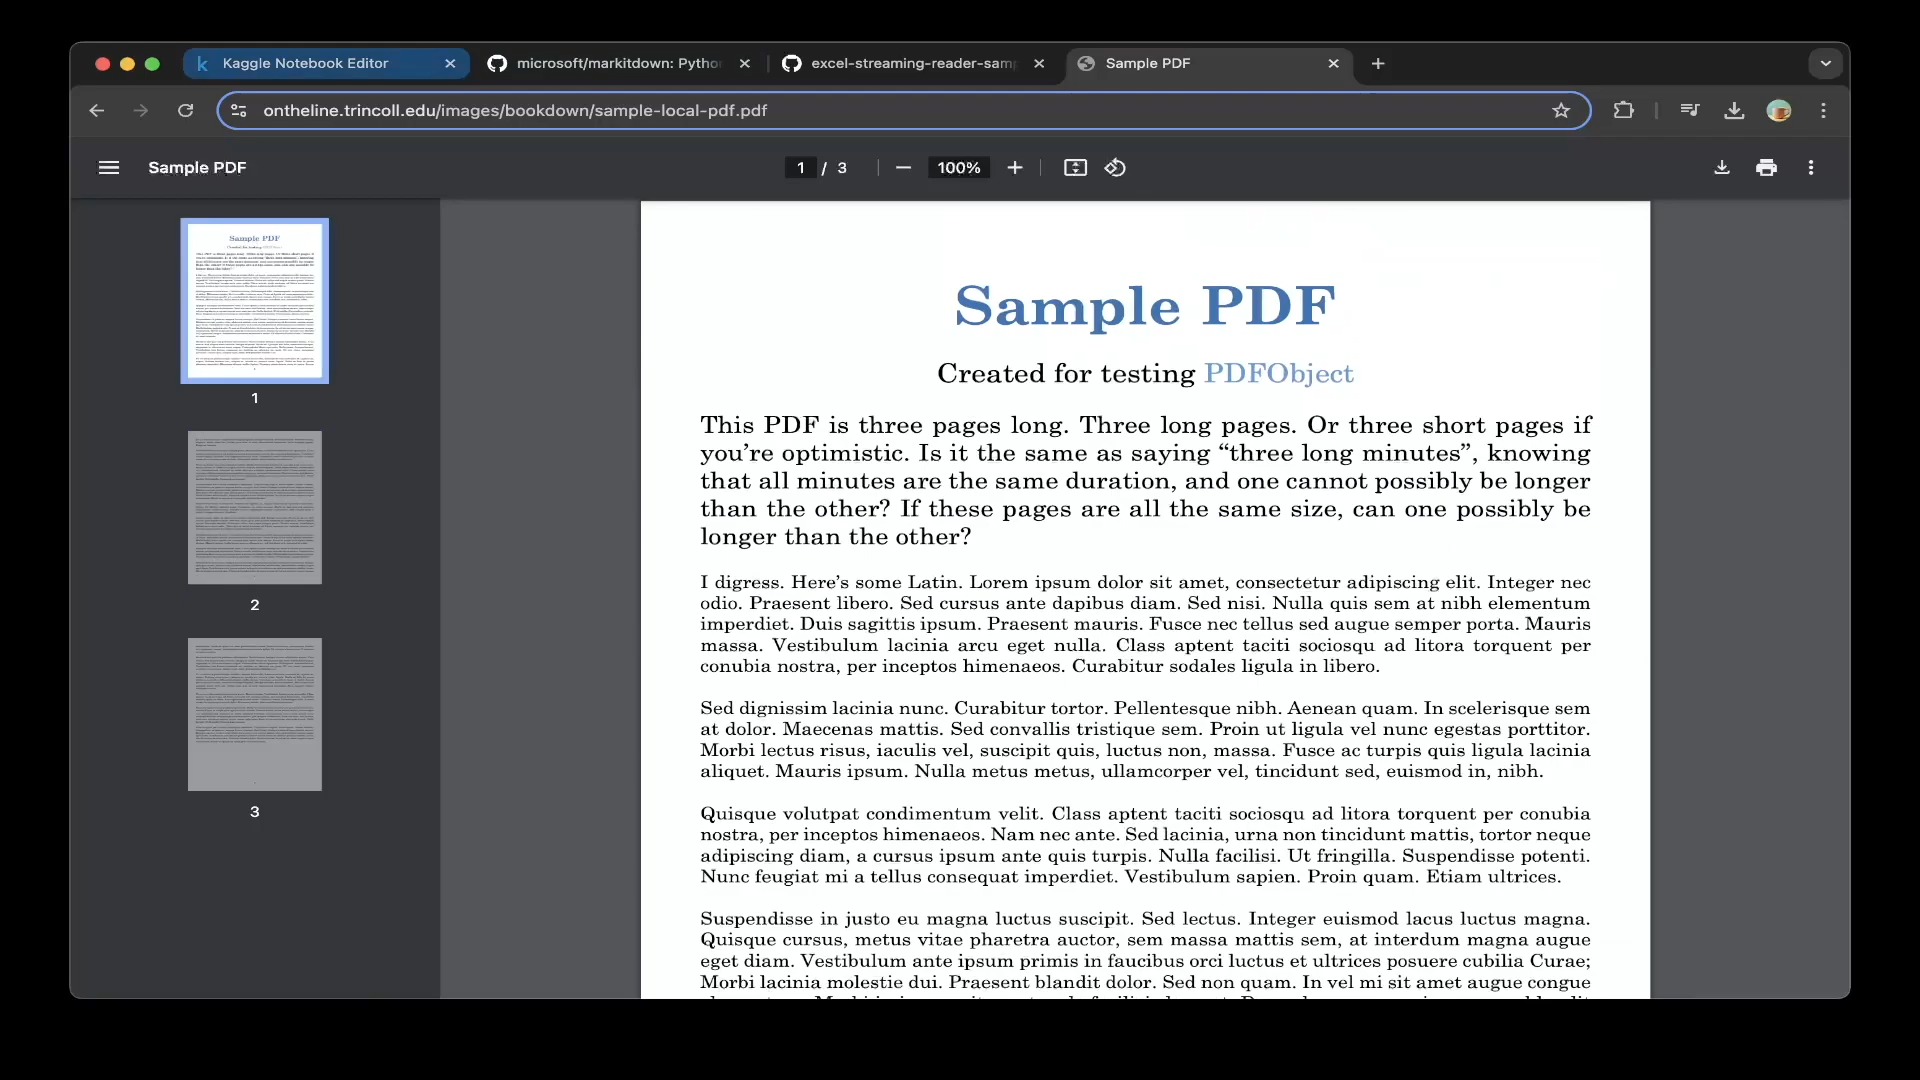 Kaggle Notebook Editor
microsoft/markitdown: Pytho
excel-streaming-reader-sam
Sample PDF
ontheline.trincoll.edu/images/bookdown/sample-local-pdf.pdf
Sample PDF
1 / 3
100%
Sample PDF
1
2
3
Sample PDF
Created for testing PDFObject
This PDF is three pages long. Three long pages. Or three short pages if
you’re optimistic. Is it the same as saying “three long minutes”, knowing
that all minutes are the same duration, and one cannot possibly be longer
than the other? If these pages are all the same size, can one possibly be
longer than the other?
I digress. Here’s some Latin. Lorem ipsum dolor sit amet, consectetur adipiscing elit. Integer nec
odio. Praesent libero. Sed cursus ante dapibus diam. Sed nisi. Nulla quis sem at nibh elementum
imperdiet. Duis sagittis ipsum. Praesent mauris. Fusce nec tellus sed augue semper porta. Mauris
massa. Vestibulum lacinia arcu eget nulla. Class aptent taciti sociosqu ad litora torquent per
conubia nostra, per inceptos himenaeos. Curabitur sodales ligula in libero.
Sed dignissim lacinia nunc. Curabitur tortor. Pellentesque nibh. Aenean quam. In scelerisque sem
at dolor. Maecenas mattis. Sed convallis tristique sem. Proin ut ligula vel nunc egestas porttitor.
Morbi lectus risus, iaculis vel, suscipit quis, luctus non, massa. Fusce ac turpis quis ligula lacinia
aliquet. Mauris ipsum. Nulla metus metus, ullamcorper vel, tincidunt sed, euismod in, nibh.
Quisque volutpat condimentum velit. Class aptent taciti sociosqu ad litora torquent per conubia
nostra, per inceptos himenaeos. Nam nec ante. Sed lacinia, urna non tincidunt mattis, tortor neque
adipiscing diam, a cursus ipsum ante quis turpis. Nulla facilisi. Ut fringilla. Suspendisse potenti.
Nunc feugiat mi a tellus consequat imperdiet. Vestibulum sapien. Proin quam. Etiam ultrices.
Suspendisse in justo eu magna luctus suscipit. Sed lectus. Integer euismod lacus luctus magna.
Quisque cursus, metus vitae pharetra auctor, sem massa mattis sem, at interdum magna augue
eget diam. Vestibulum ante ipsum primis in faucibus orci luctus et ultrices posuere cubilia Curae;
Morbi lacinia molestie dui. Praesent blandit dolor. Sed non quam. In vel mi sit amet augue congue